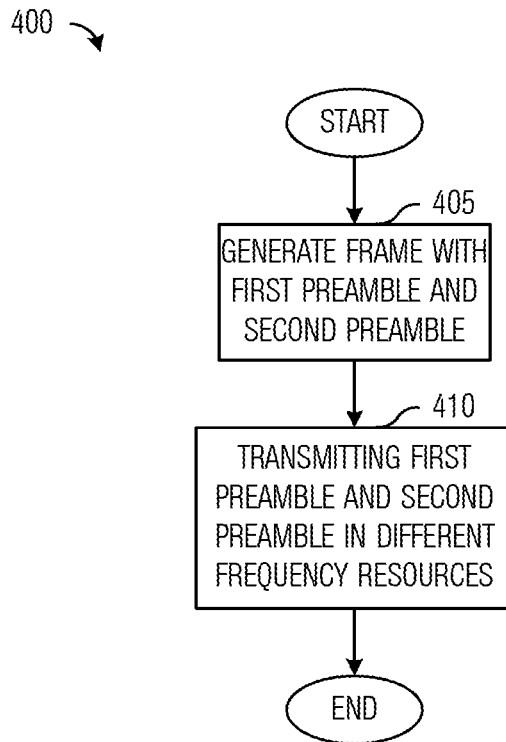 400
START
405
GENERATE FRAME WITH
FIRST PREAMBLE AND
SECOND PREAMBLE
410
TRANSMITTING FIRST
PREAMBLE AND SECOND
PREAMBLE IN DIFFERENT
FREQUENCY RESOURCES
END